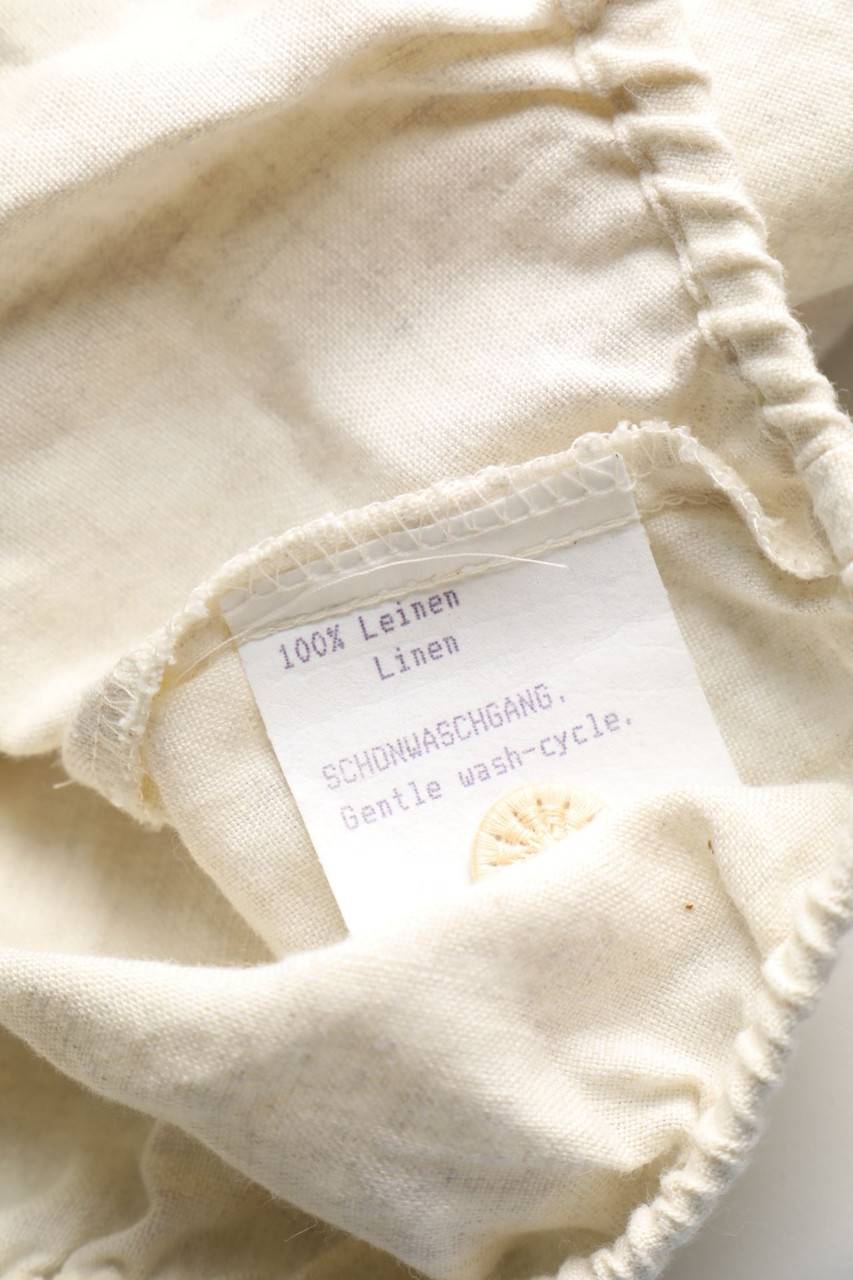 100% Leinen
Linen
SCHONWASCHGANG.
Gentle wash-cycle.